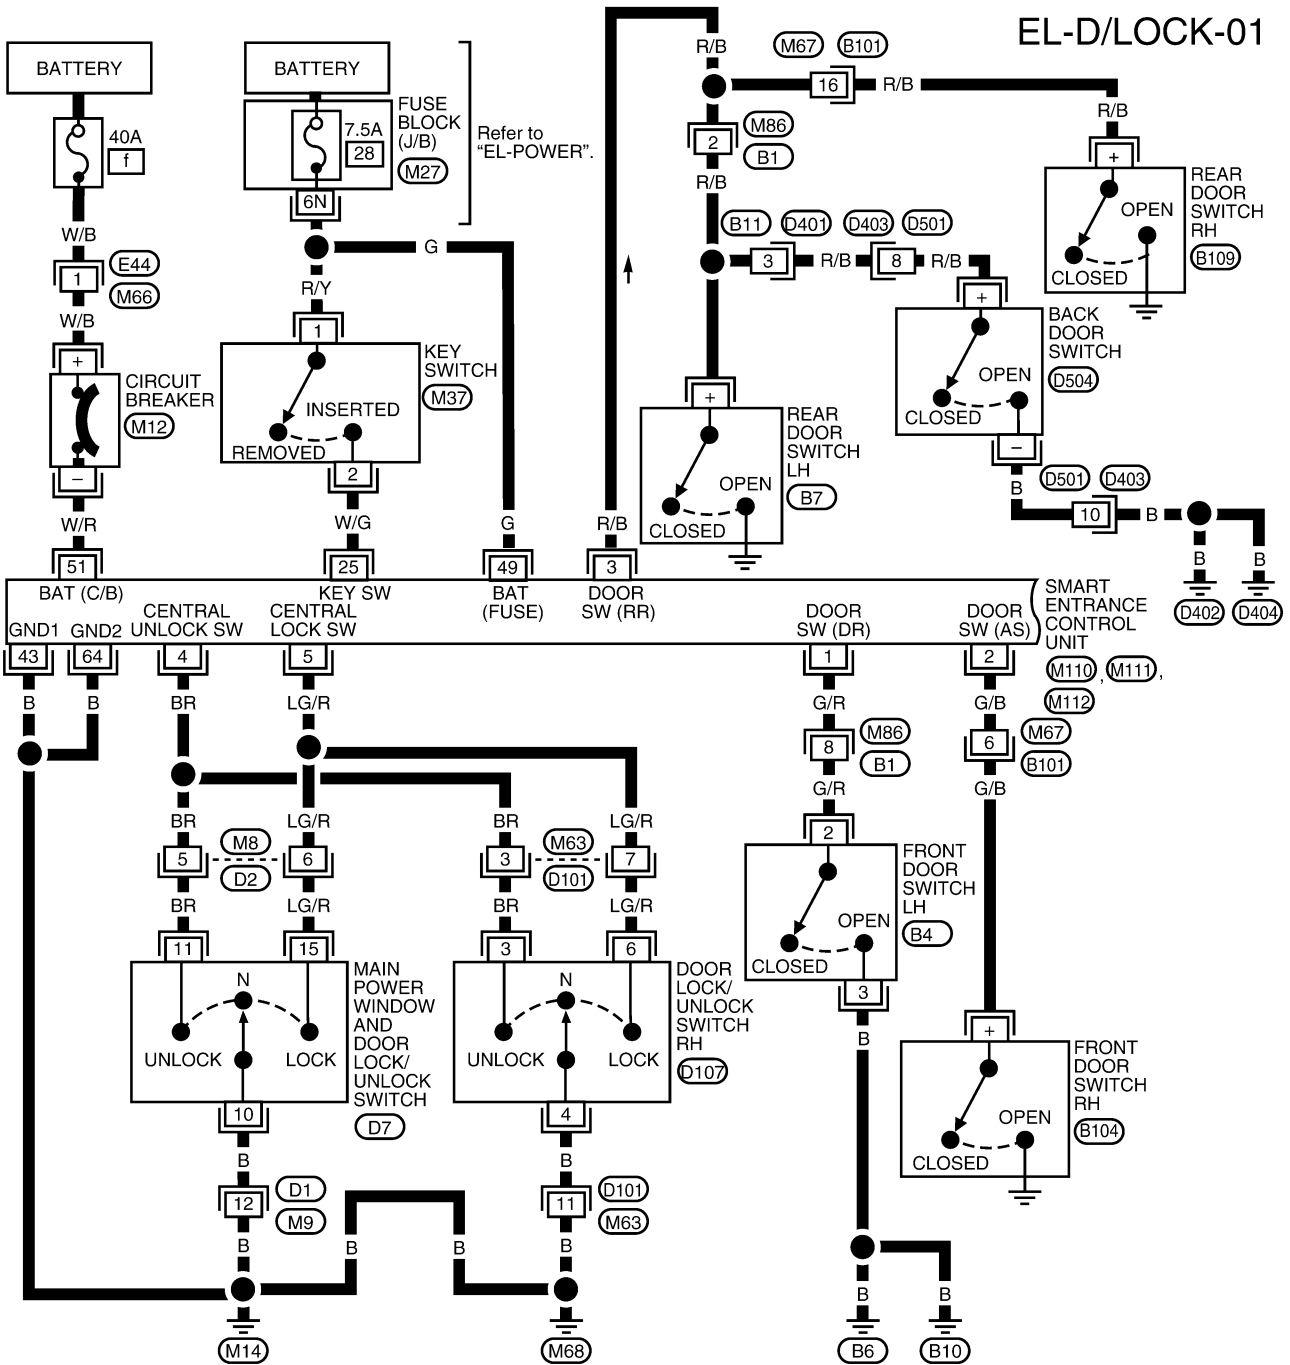 EL-D/LOCK-01
BATTERY
40A
f
W/B
1
E44
M66
W/B
+
CIRCUIT
BREAKER
M12
–
W/R
51
BAT (C/B)
BATTERY
7.5A
28
FUSE
BLOCK
(J/B)
M27
Refer to
“EL-POWER”.
6N
G
R/Y
1
KEY
SWITCH
M37
INSERTED
REMOVED
2
W/G
25
KEY SW
G
49
BAT
(FUSE)
R/B
3
DOOR
SW (RR)
R/B
M67
B101
16
R/B
R/B
+
REAR
DOOR
SWITCH
RH
B109
OPEN
CLOSED
2
M86
B1
R/B
B11
D401
D403
D501
3
R/B
8
R/B
+
BACK
DOOR
SWITCH
D504
OPEN
CLOSED
–
B
D501
D403
10
B
B
B
D402
D404
+
REAR
DOOR
SWITCH
LH
B7
OPEN
CLOSED
SMART
ENTRANCE
CONTROL
UNIT
M110
,
M111
,
M112
GND1
GND2
CENTRAL
UNLOCK SW
CENTRAL
LOCK SW
DOOR
SW (DR)
DOOR
SW (AS)
43
64
4
5
1
2
B
B
BR
LG/R
G/R
G/B
8
M86
B1
6
M67
B101
G/R
G/B
BR
LG/R
BR
LG/R
5
M8
D2
6
3
M63
D101
7
BR
LG/R
BR
LG/R
11
15
3
6
N
UNLOCK
LOCK
MAIN
POWER
WINDOW
AND
DOOR
LOCK/
UNLOCK
SWITCH
D7
N
UNLOCK
LOCK
DOOR
LOCK/
UNLOCK
SWITCH
RH
D107
10
4
B
B
12
D1
M9
11
D101
M63
B
B
B
B
M14
M68
2
FRONT
DOOR
SWITCH
LH
B4
OPEN
CLOSED
3
B
B
B
B6
B10
+
FRONT
DOOR
SWITCH
RH
B104
OPEN
CLOSED